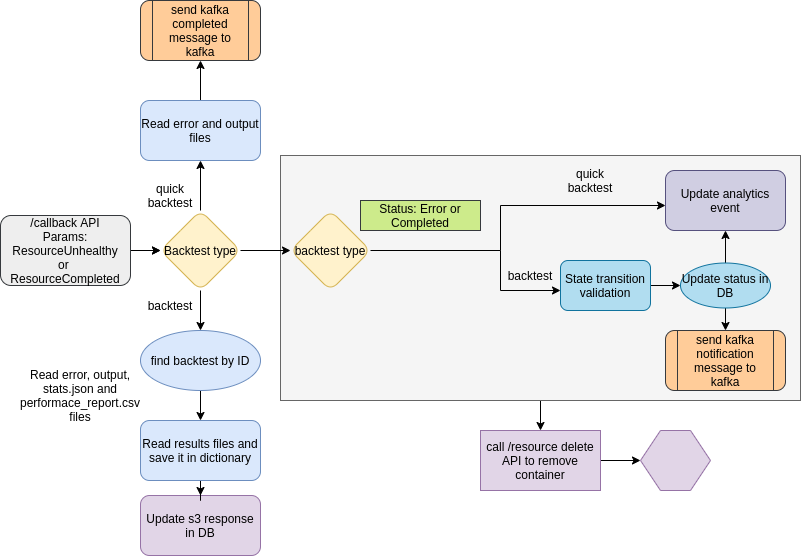 send kafka
completed
message to
kafka
Read error and output
files
quick
backtest
/callback API
Params:
ResourceUnhealthy
or
ResourceCompleted
Backtest type
backtest
find backtest by ID
Read error, output,
stats.json and
performace_report.csv
files
Read results files and
save it in dictionary
Update s3 response
in DB
backtest type
Status: Error or
Completed
quick
backtest
Update analytics
event
backtest
State transition
validation
Update status in
DB
send kafka
notification
message to
kafka
call /resource delete
API to remove
container